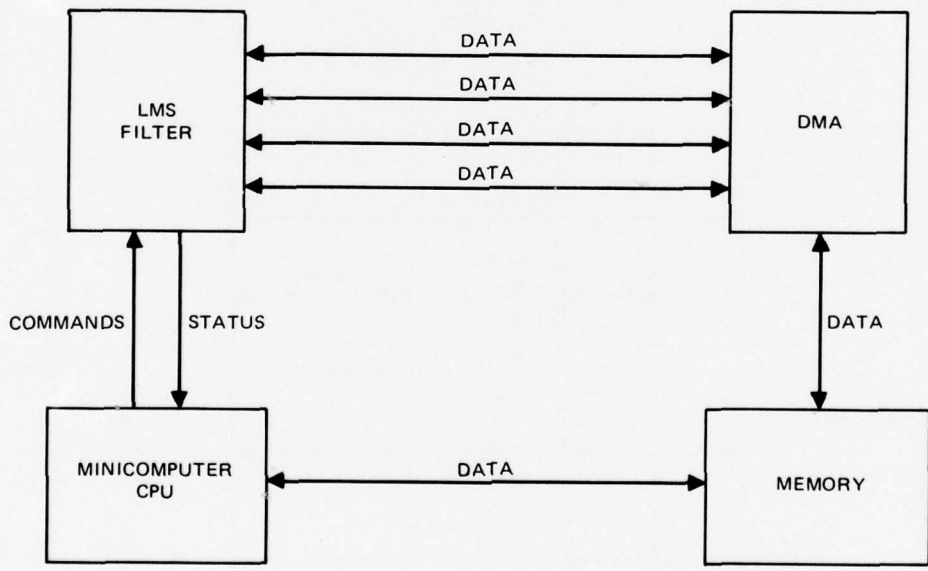 DATA
DATA
LMS
FILTER
DMA
DATA
DATA
COMMANDS
STATUS
DATA
MINICOMPUTER
CPU
DATA
MEMORY